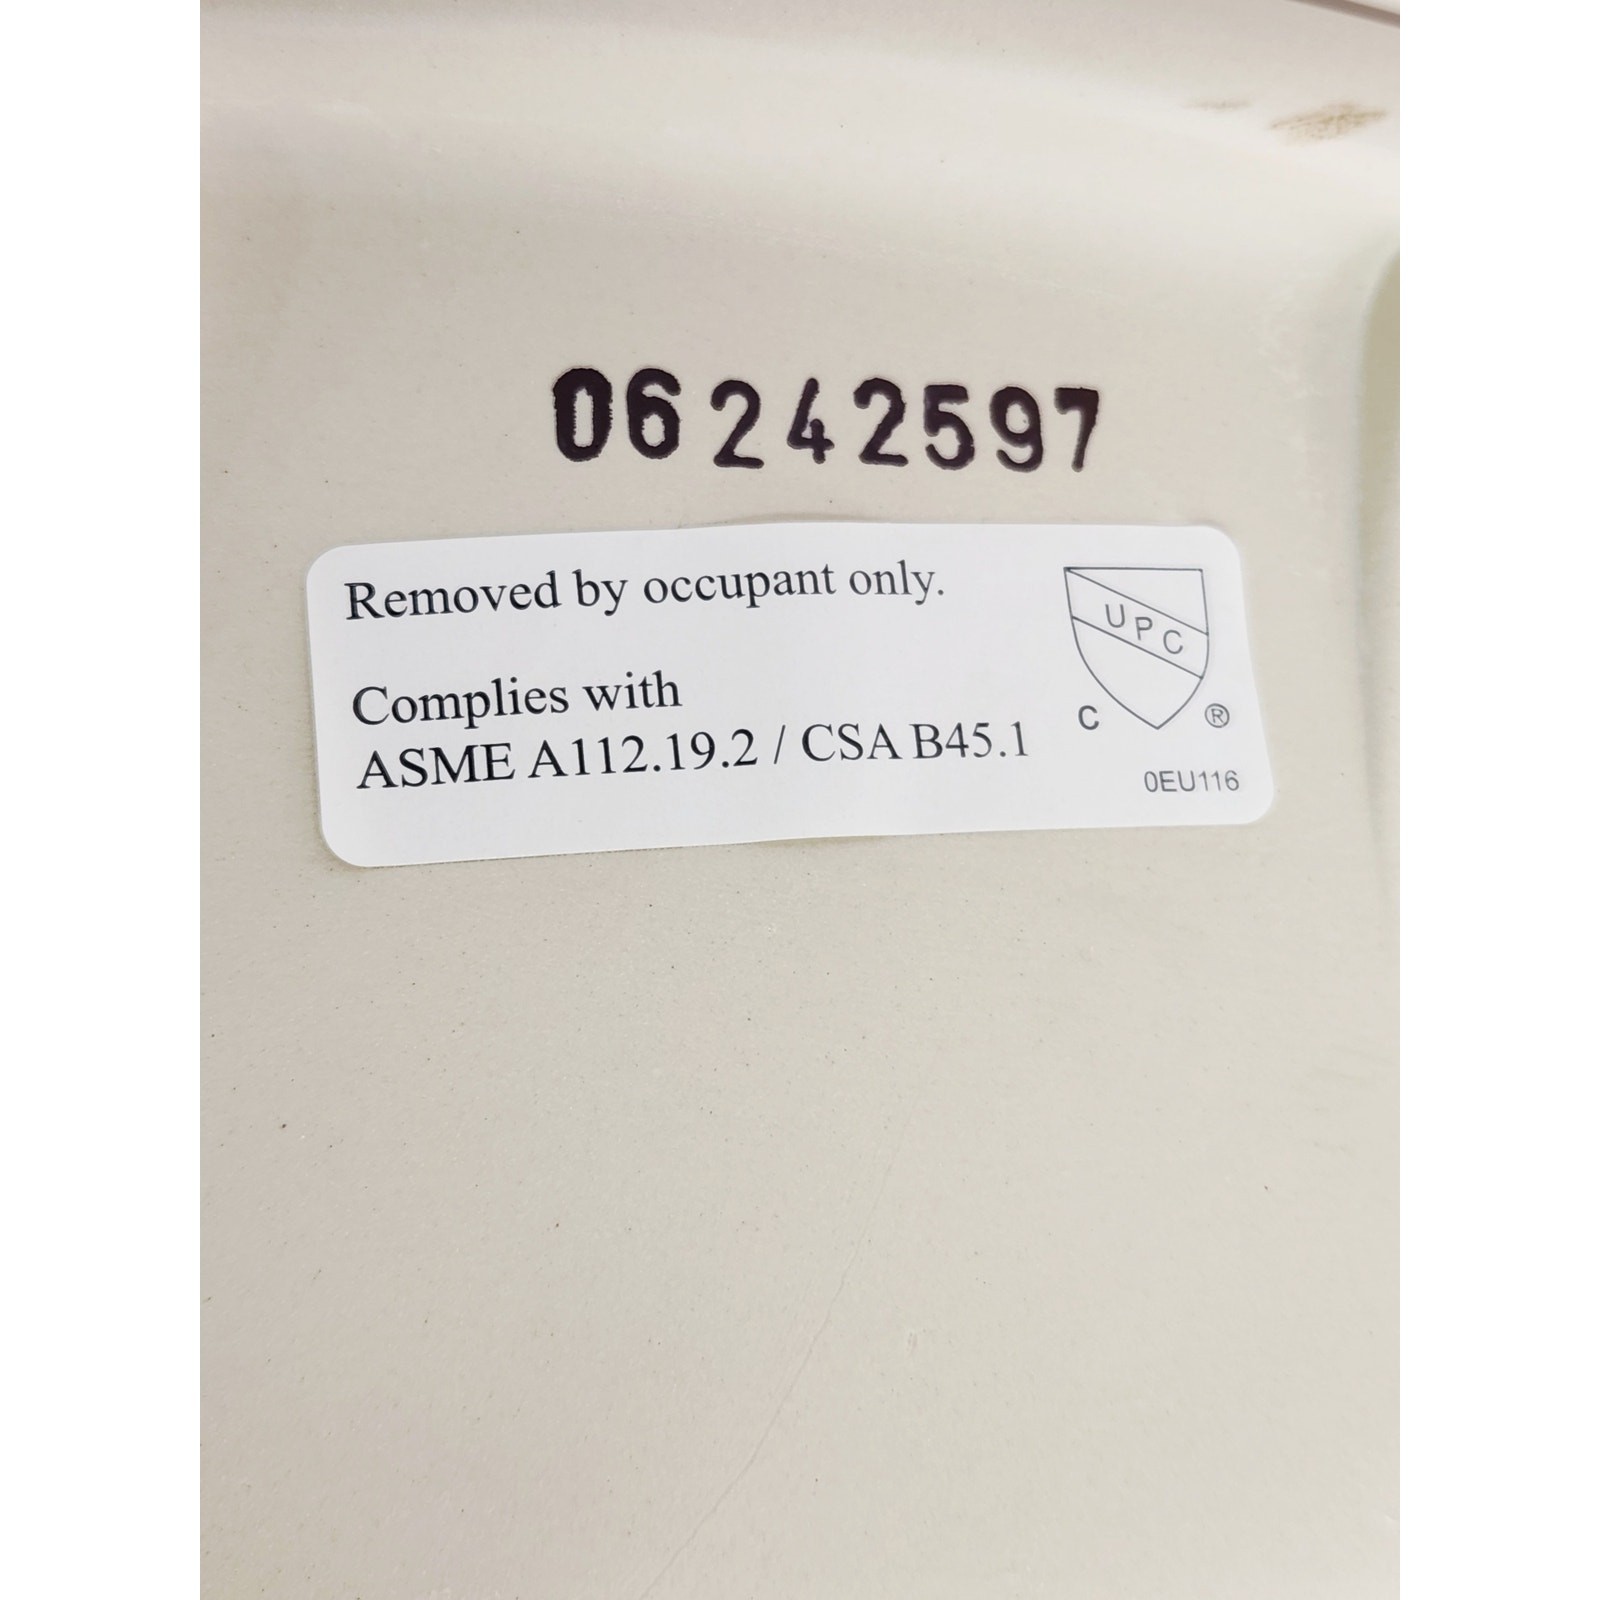 06242597
Removed by occupant only.
Complies with
ASME A112.19.2 / CSA B45.1
UPC
C ®
0EU116